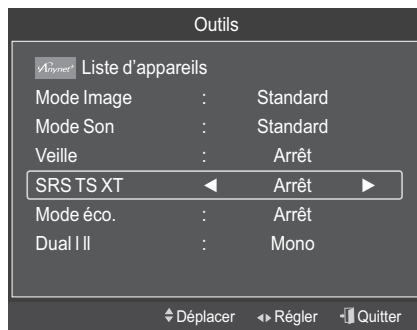 Outils
Anynet+ Liste d'appareils
Mode Image : Standard
Mode Son : Standard
Veille : Arrêt
SRS TS XT ◄ Arrêt ►
Mode éco. : Arrêt
Dual l ll : Mono
Déplacer Régler Quitter